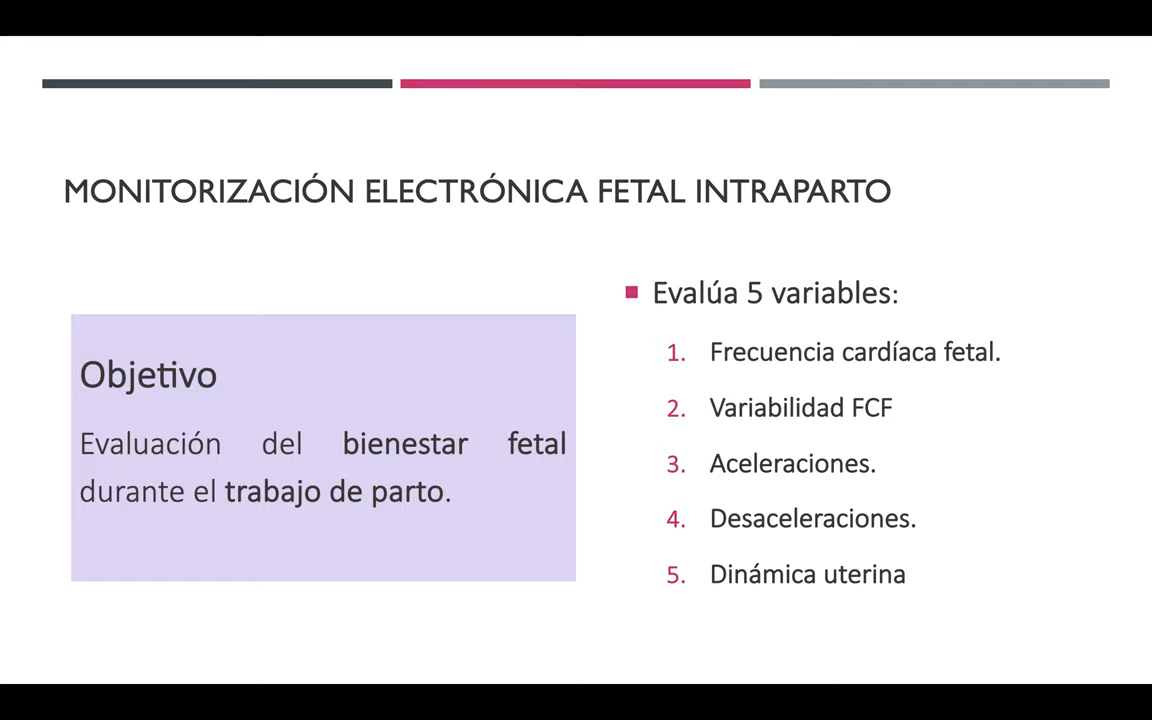 MONITORIZACIÓN ELECTRÓNICA FETAL INTRAPARTO
Objetivo
Evaluación del bienestar fetal
durante el trabajo de parto.
Evalúa 5 variables:
1. Frecuencia cardíaca fetal.
2. Variabilidad FCF
3. Aceleraciones.
4. Desaceleraciones.
5. Dinámica uterina